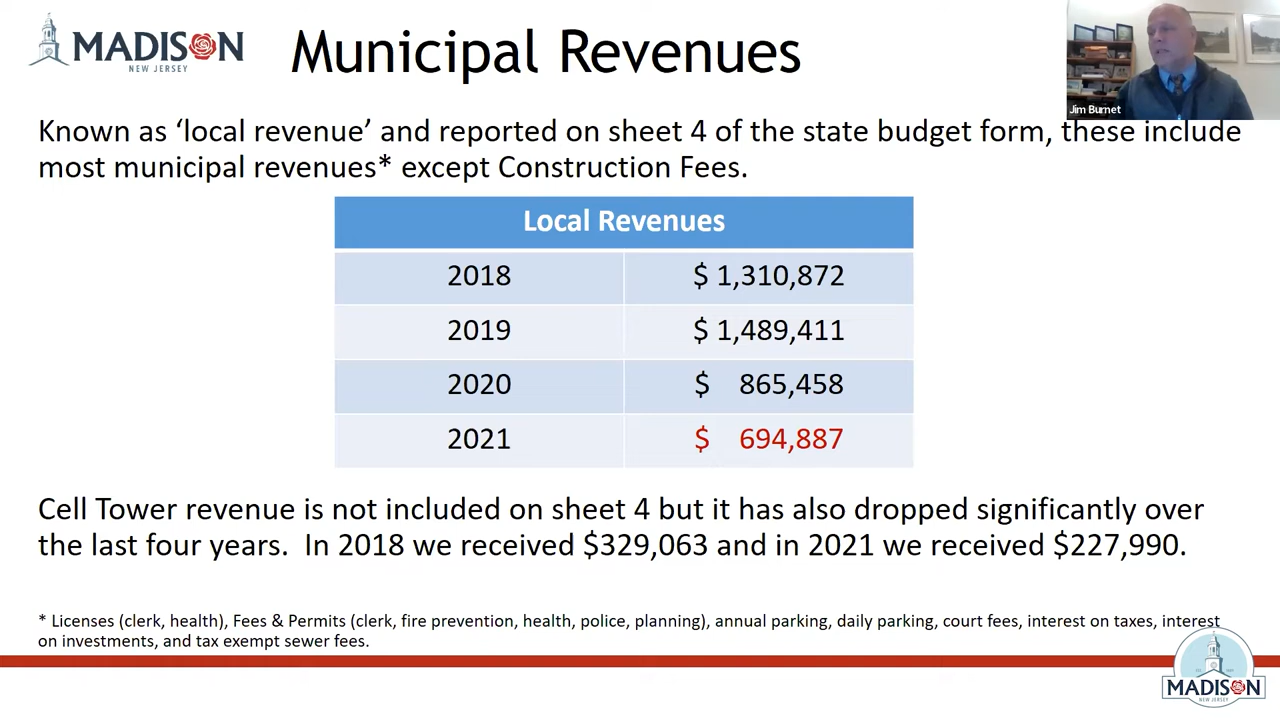 MADISON
NEW JERSEY
Municipal Revenues
Jim Burnet
Known as ‘local revenue’ and reported on sheet 4 of the state budget form, these include
most municipal revenues* except Construction Fees.
Local Revenues
2018 $ 1,310,872
2019 $ 1,489,411
2020 $ 865,458
2021 $ 694,887
Cell Tower revenue is not included on sheet 4 but it has also dropped significantly over
the last four years. In 2018 we received $329,063 and in 2021 we received $227,990.
* Licenses (clerk, health), Fees & Permits (clerk, fire prevention, health, police, planning), annual parking, daily parking, court fees, interest on taxes, interest
on investments, and tax exempt sewer fees.
MADISON
NEW JERSEY